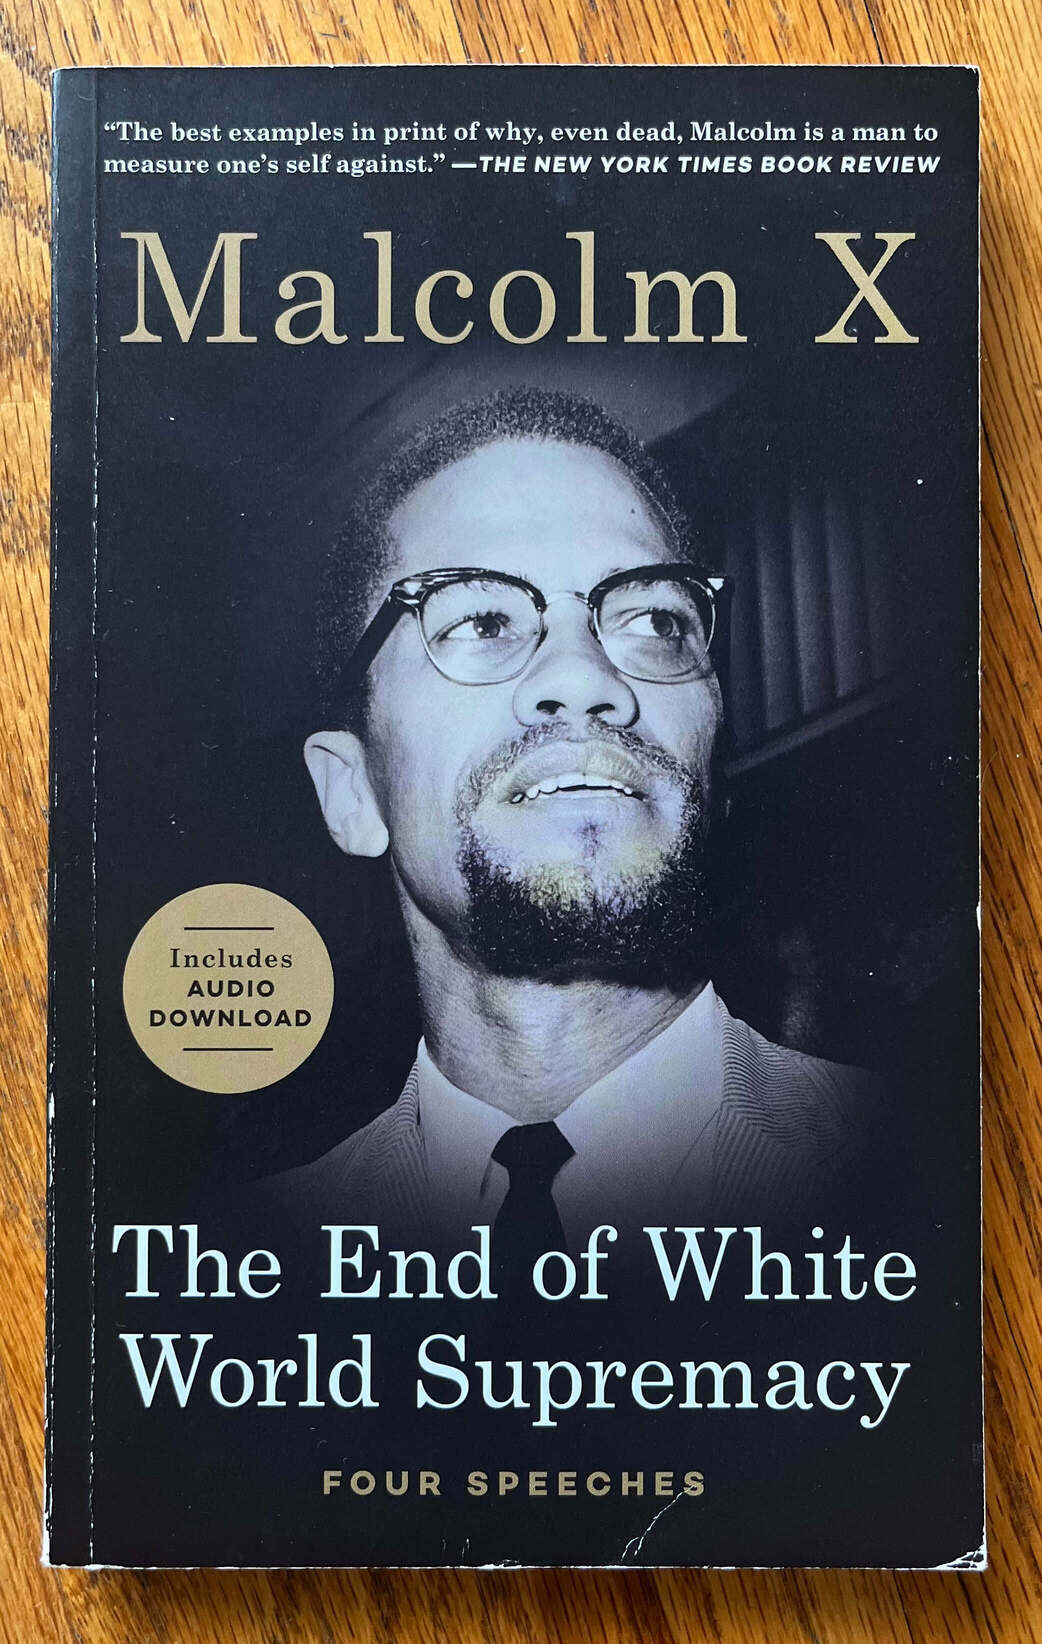 “The best examples in print of why, even dead, Malcolm is a man to
measure one’s self against.” —THE NEW YORK TIMES BOOK REVIEW
Malcolm X
Includes
AUDIO
DOWNLOAD
The End of White
World Supremacy
FOUR SPEECHES